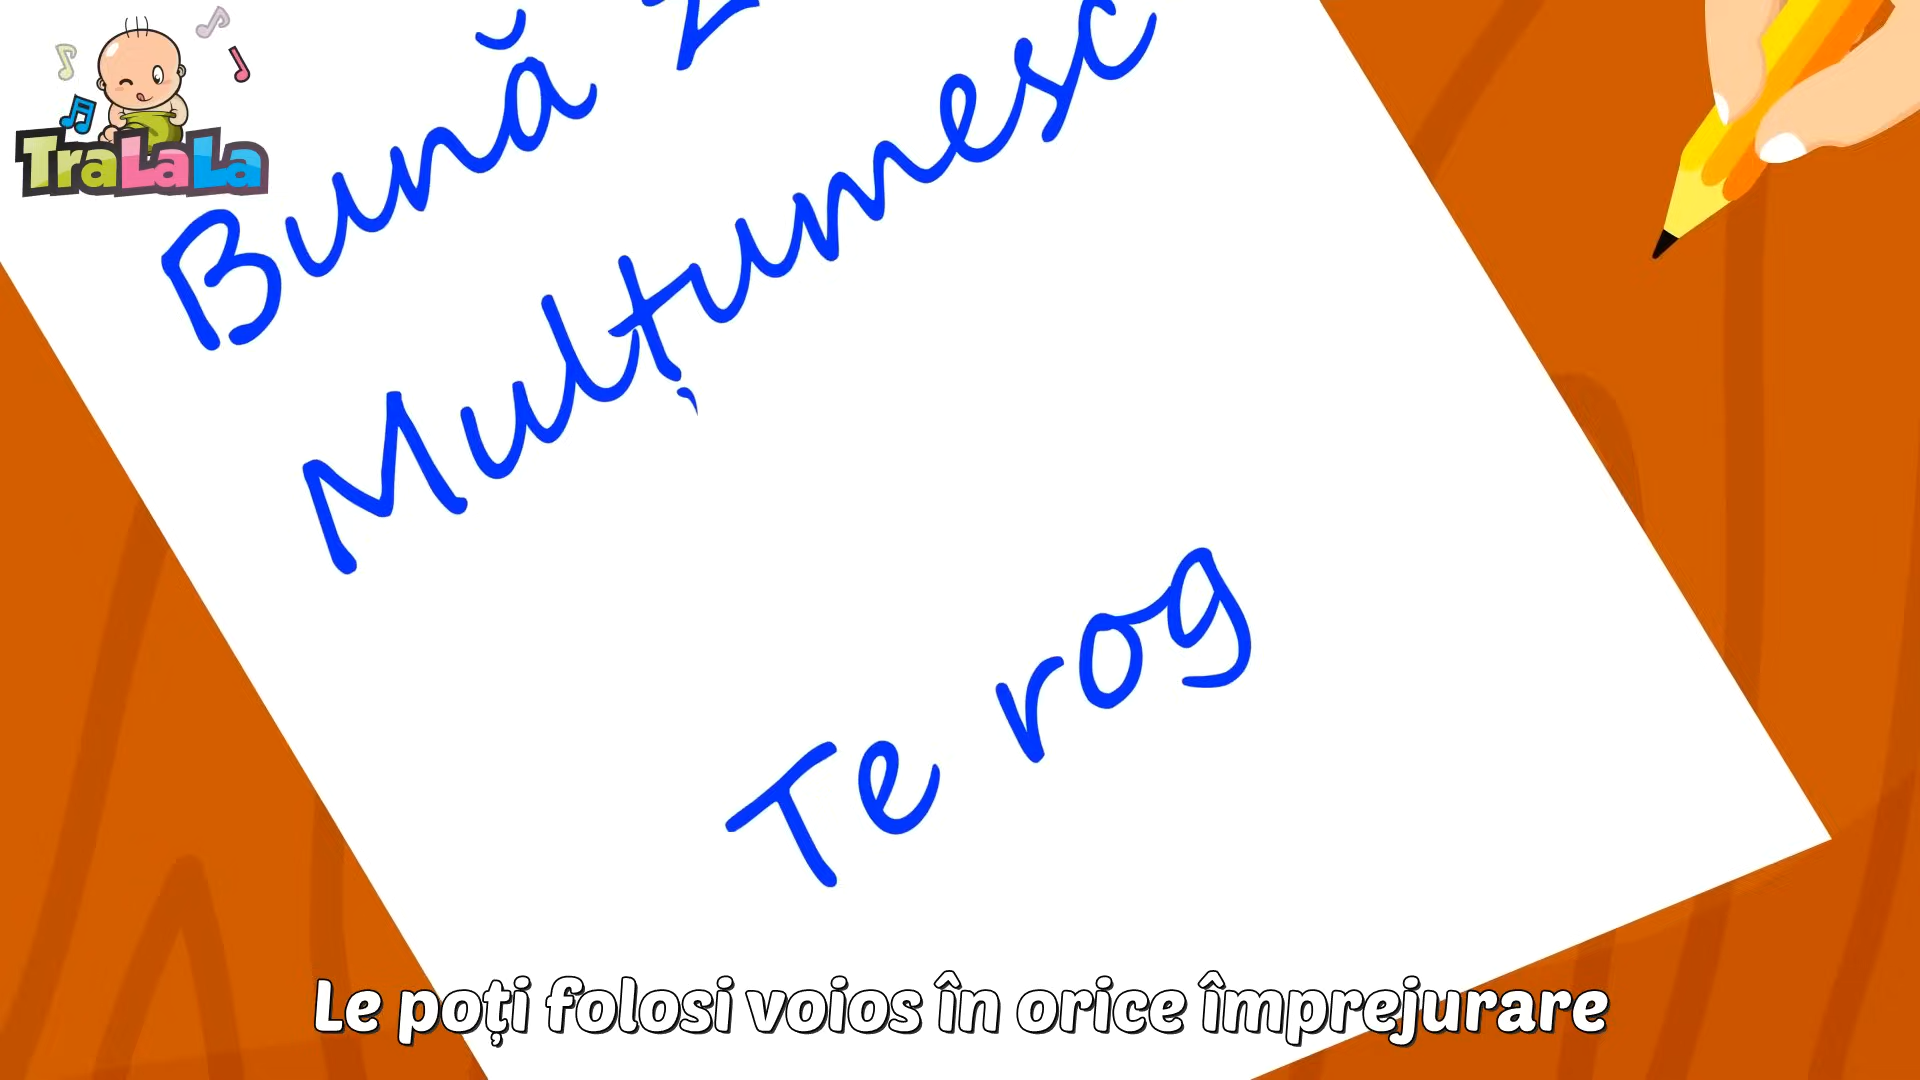 TraLaLa
Bună
Mulțumesc
Te rog
Le poți folosi voios în orice împrejurare